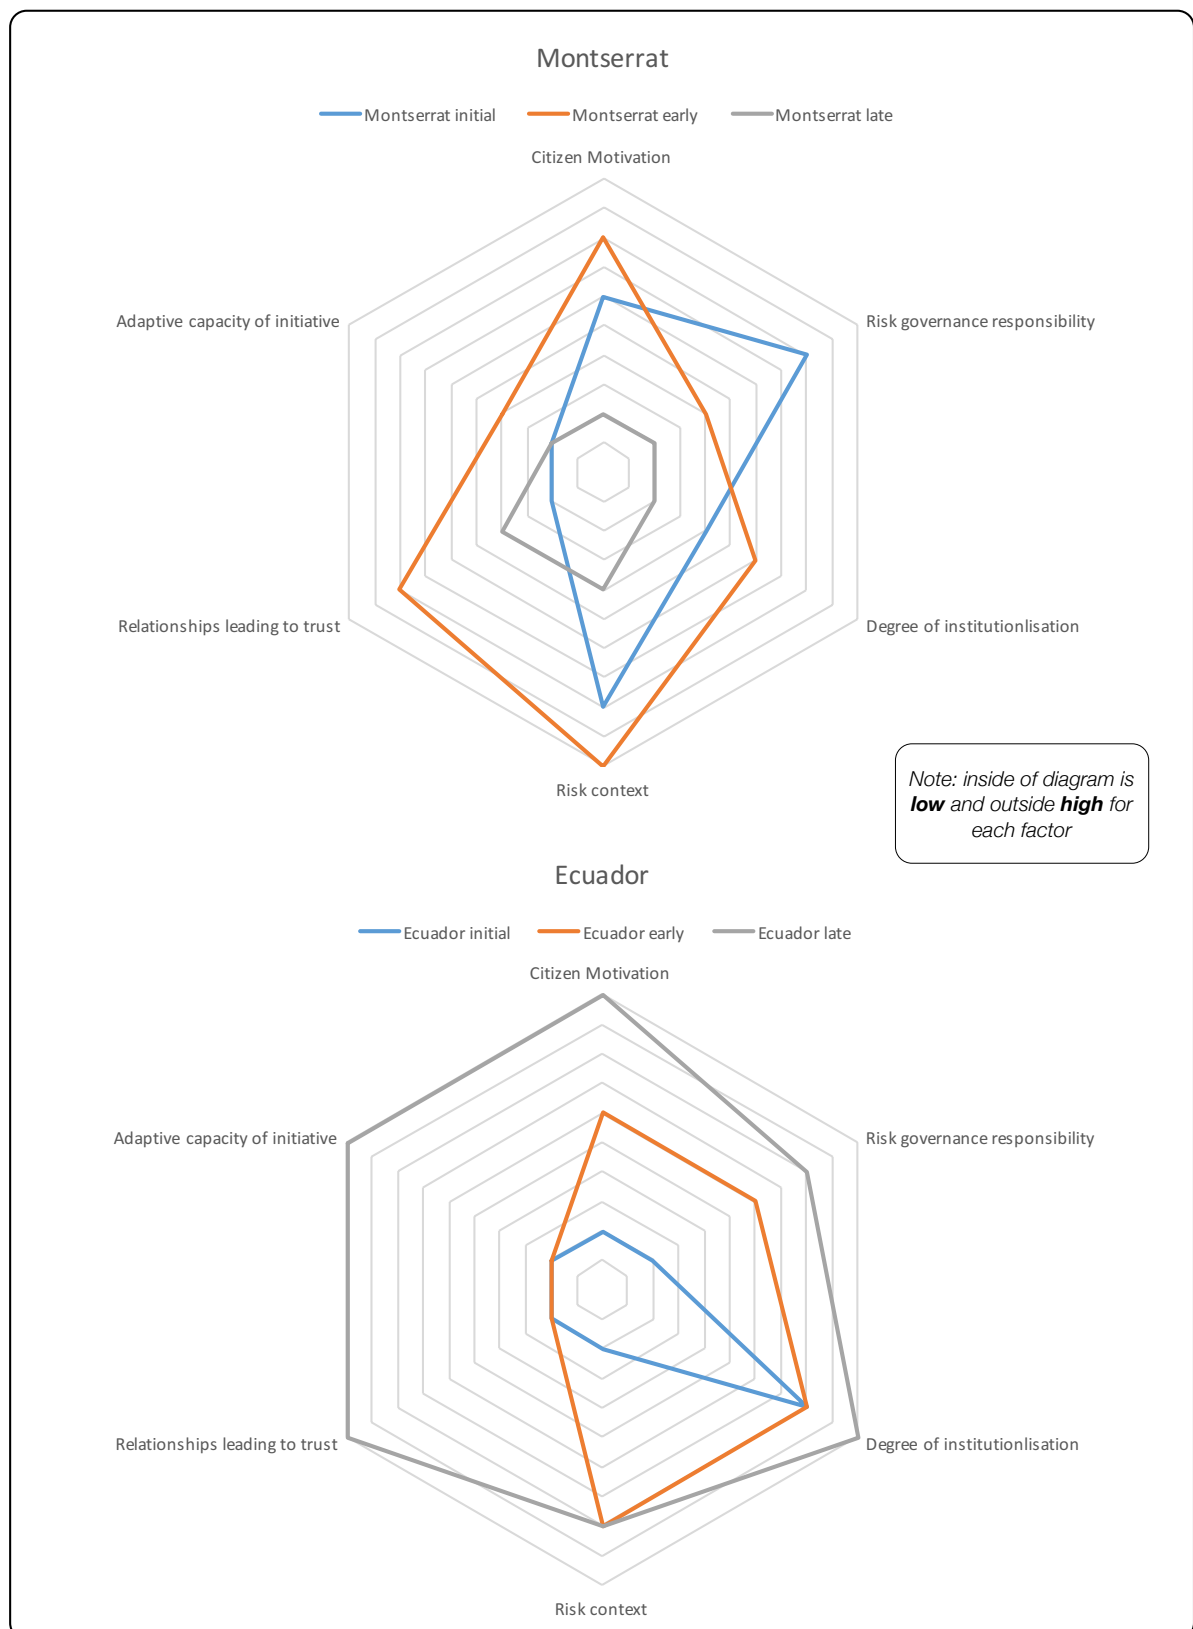 Montserrat
Montserrat initial
Montserrat early
Montserrat late
Citizen Motivation
Adaptive capacity of initiative
Risk governance responsibility
Relationships leading to trust
Degree of institutionlisation
Risk context
Note: inside of diagram is
low and outside high for
each factor
Ecuador
Ecuador initial
Ecuador early
Ecuador late
Citizen Motivation
Adaptive capacity of initiative
Risk governance responsibility
Relationships leading to trust
Degree of institutionlisation
Risk context